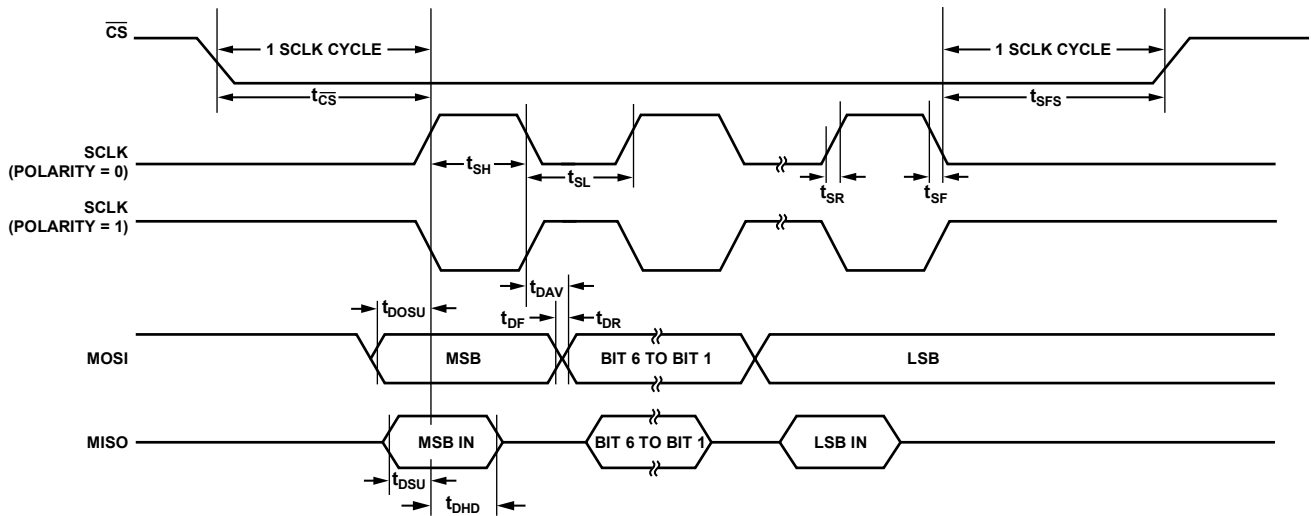 CS
1 SCLK CYCLE
1 SCLK CYCLE
tCS
tSFS
SCLK
(POLARITY = 0)
tSH
tSL
tSR
tSF
SCLK
(POLARITY = 1)
tDAV
tDOSU
tDF
tDR
MOSI
MSB
BIT 6 TO BIT 1
LSB
MISO
MSB IN
BIT 6 TO BIT 1
LSB IN
tDSU
tDHD